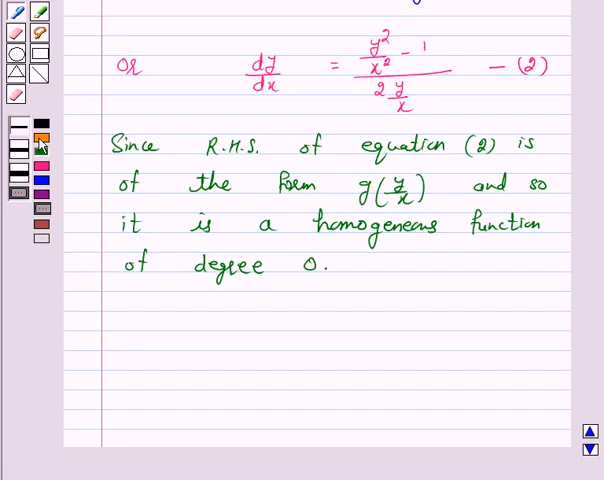 or dy/dx = (y²/x² - 1)/(2 y/x) - (2)
Since R.H.S. of equation (2) is
of the form g(y/x) and so
it is a homogeneous function
of degree 0.